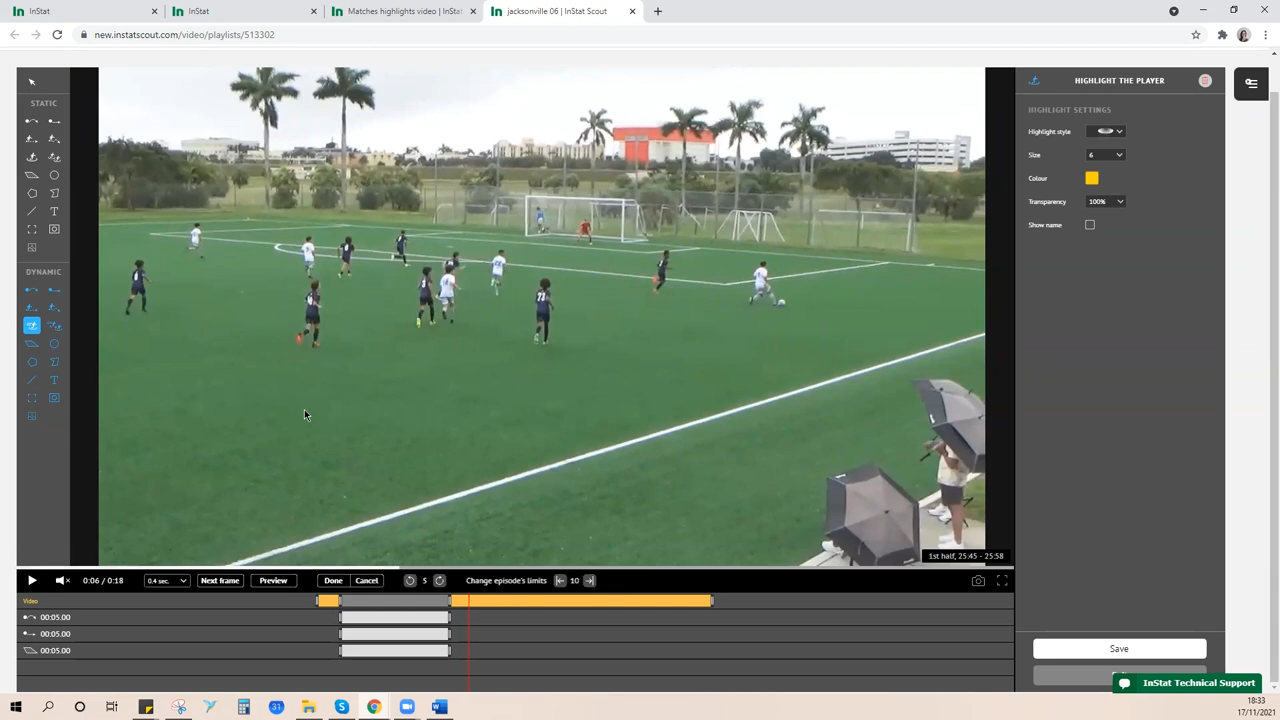 InStat
InStat
Matches highlights video | InSta
jacksonville 06 | InStat Scout
new.instatscout.com/video/playlists/513302
STATIC
T
DYNAMIC
T
HIGHLIGHT THE PLAYER
HIGHLIGHT SETTINGS
Highlight style
Size
6
Colour
Transparency
100%
Show name
1st half, 25:45 - 25:58
0:06 / 0:18
0.4 sec.
Next frame
Preview
Done
Cancel
5
Change episode's limits
10
Video
00:05.00
00:05.00
00:05.00
Save
InStat Technical Support
18:33
17/11/2021